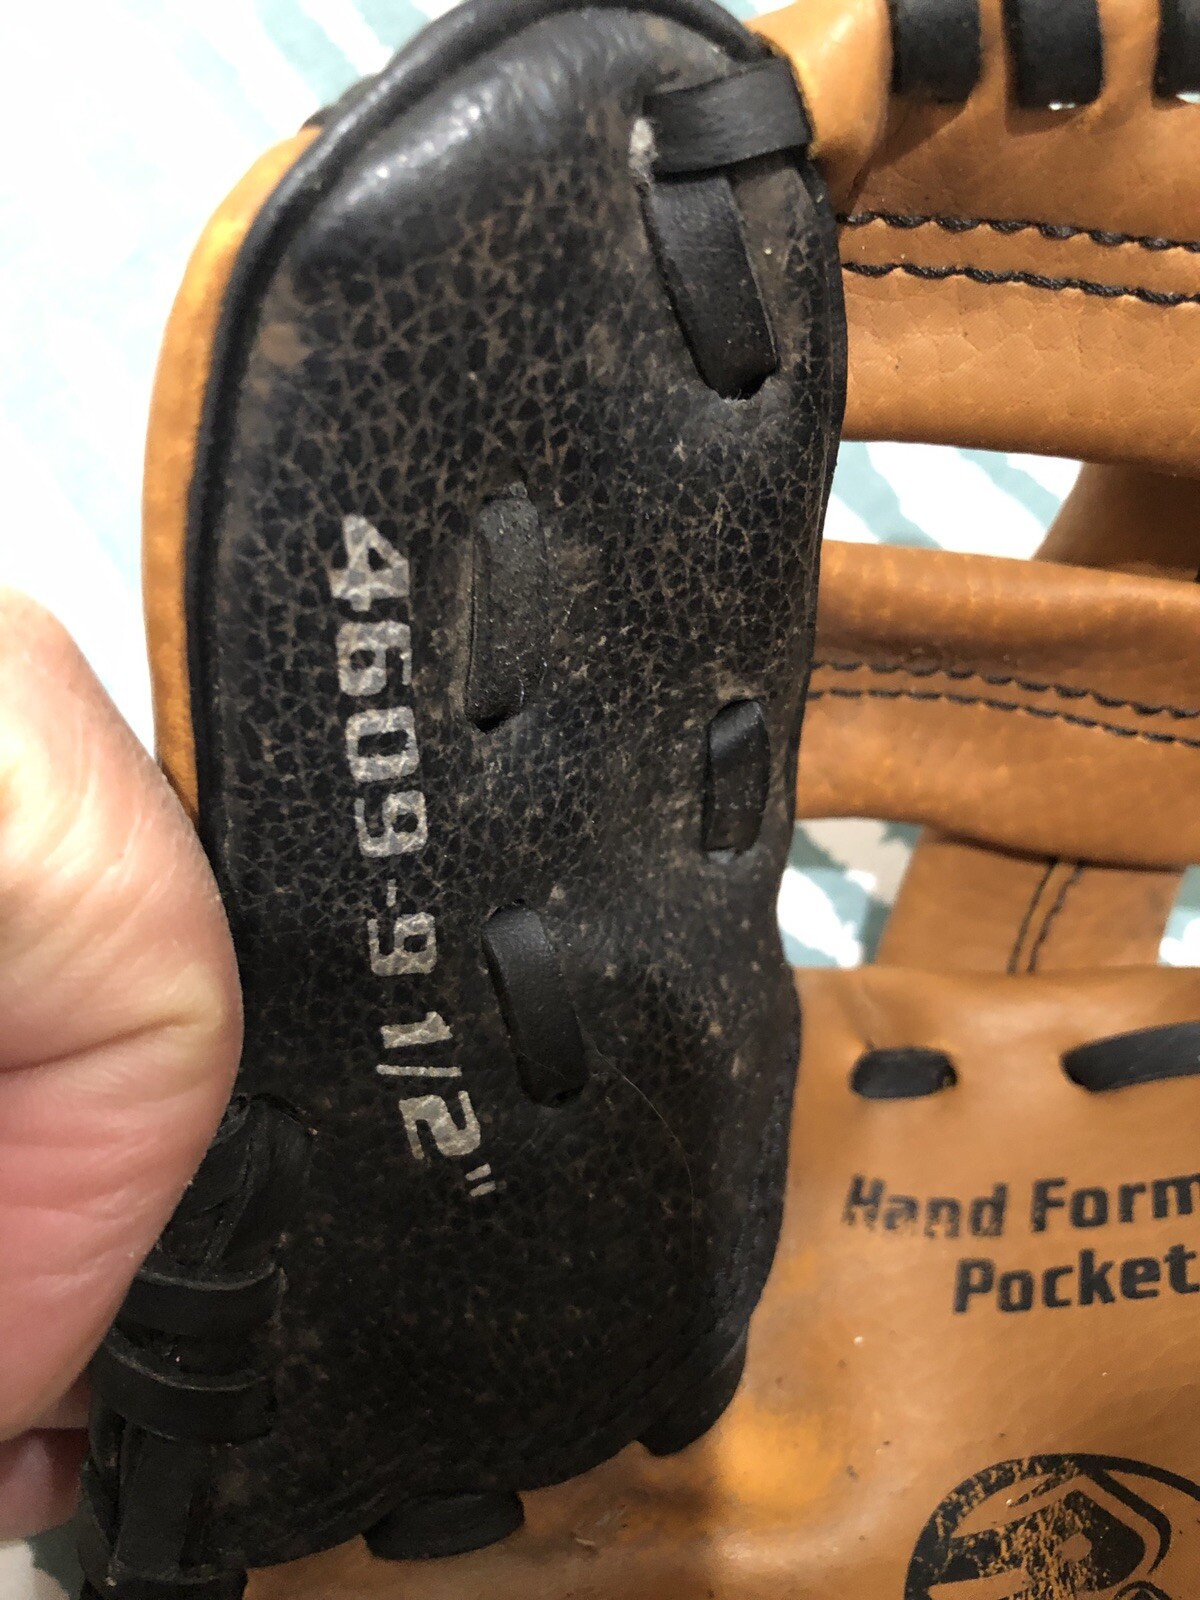 4609-9 1/2"
Hand Form
Pocket